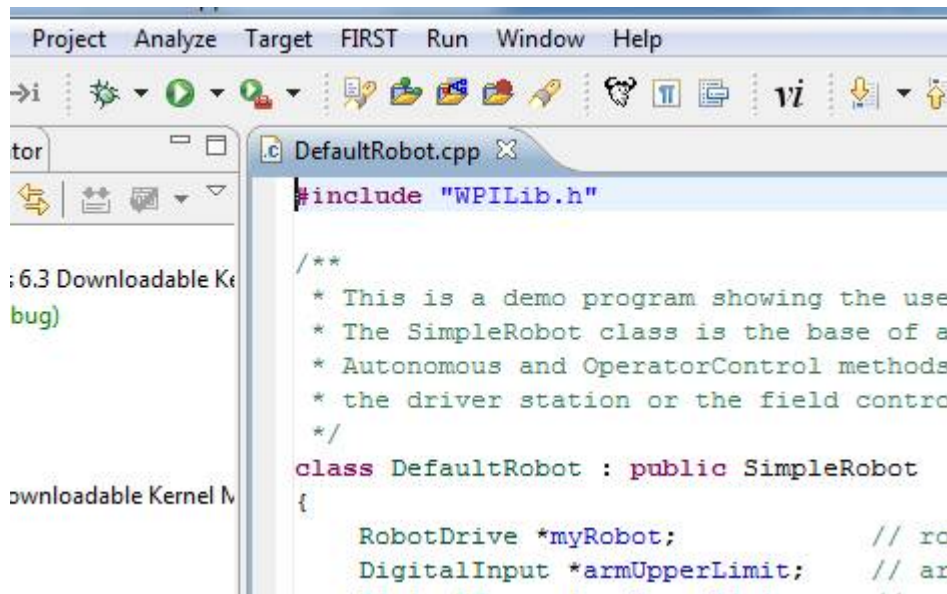 Project Analyze Target FIRST Run Window Help
i vi
tor
DefaultRobot.cpp
#include "WPILib.h"
/**
* This is a demo program showing the use
* The SimpleRobot class is the base of a
* Autonomous and OperatorControl methods
* the driver station or the field contro
*/
class DefaultRobot : public SimpleRobot
{
RobotDrive *myRobot; // ro
DigitalInput *armUpperLimit; // ar
6.3 Downloadable Ke
bug)
ownloadable Kernel M